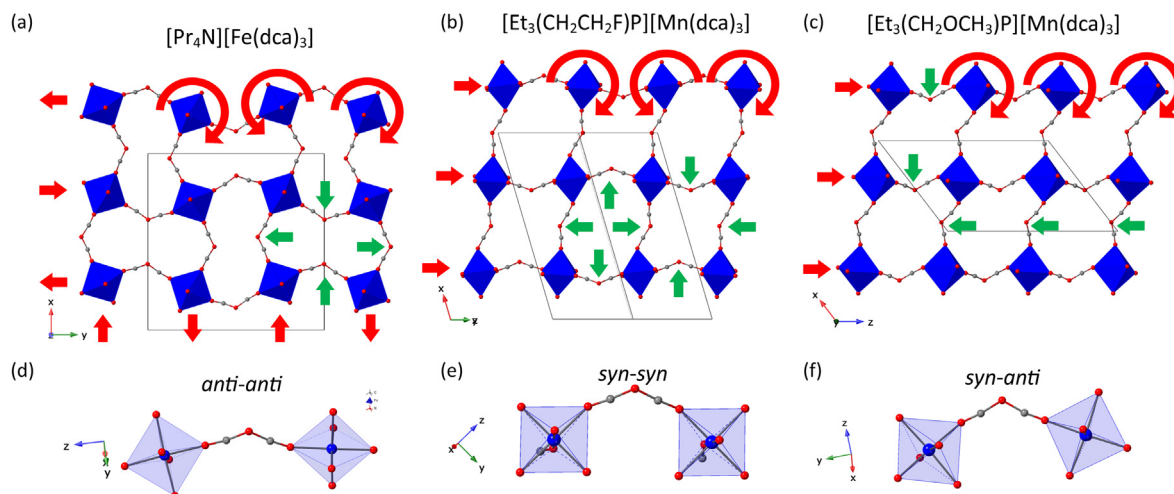 (a)
[Pr₄N][Fe(dca)₃]
(b)
[Et₃(CH₂CH₂F)P][Mn(dca)₃]
(c)
[Et₃(CH₂OCH₃)P][Mn(dca)₃]
x
z
y
x
y
x
y
z
(d)
anti-anti
z
x
y
(e)
syn-syn
z
x
y
(f)
syn-anti
z
y
x